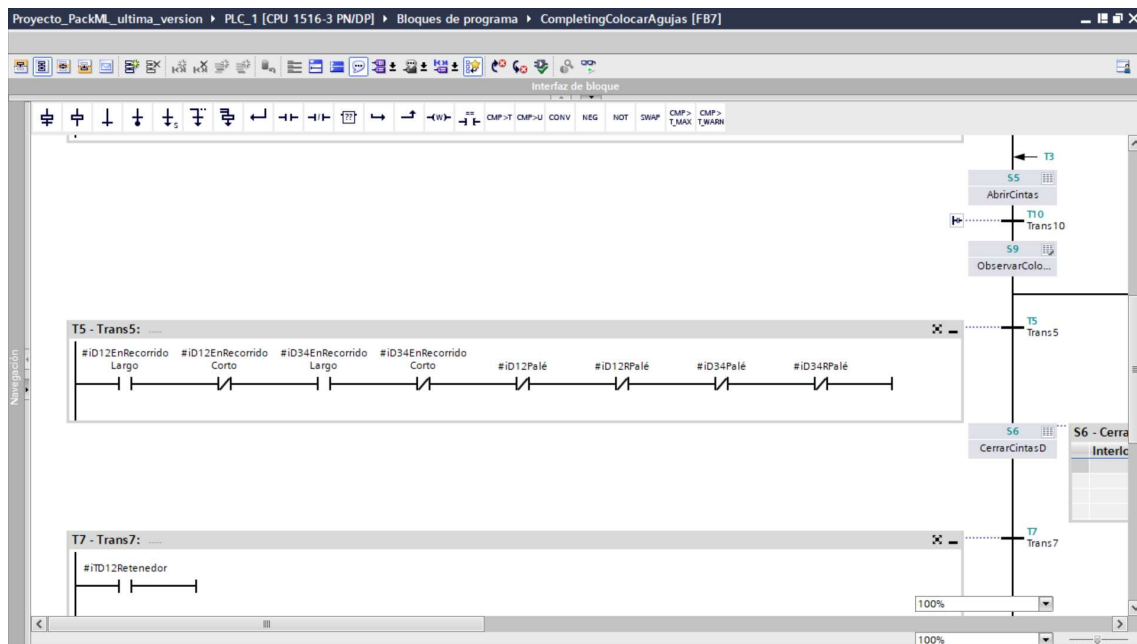 Proyecto_PackML_ultima_version ▸ PLC_1 [CPU 1516-3 PN/DP] ▸ Bloques de programa ▸ CompletingColocarAgujas [FB7]
Interfaz de bloque
CMP>T CMP>U CONV NEG NOT SWAP CMP> T_MAX CMP> T_WARN
T3
S5
AbrirCintas
T10
Trans10
S9
ObservarColo...
T5 - Trans5: .....
T5
Trans5
#iD12EnRecorrido Largo
#iD12EnRecorrido Corto
#iD34EnRecorrido Largo
#iD34EnRecorrido Corto
#iD12Palé
#iD12RPalé
#iD34Palé
#iD34RPalé
Navegación
S6
CerrarCintasD
S6 - Cerra
Interlc
T7 - Trans7: .....
T7
Trans7
#iTD12Retenedor
100%
100%